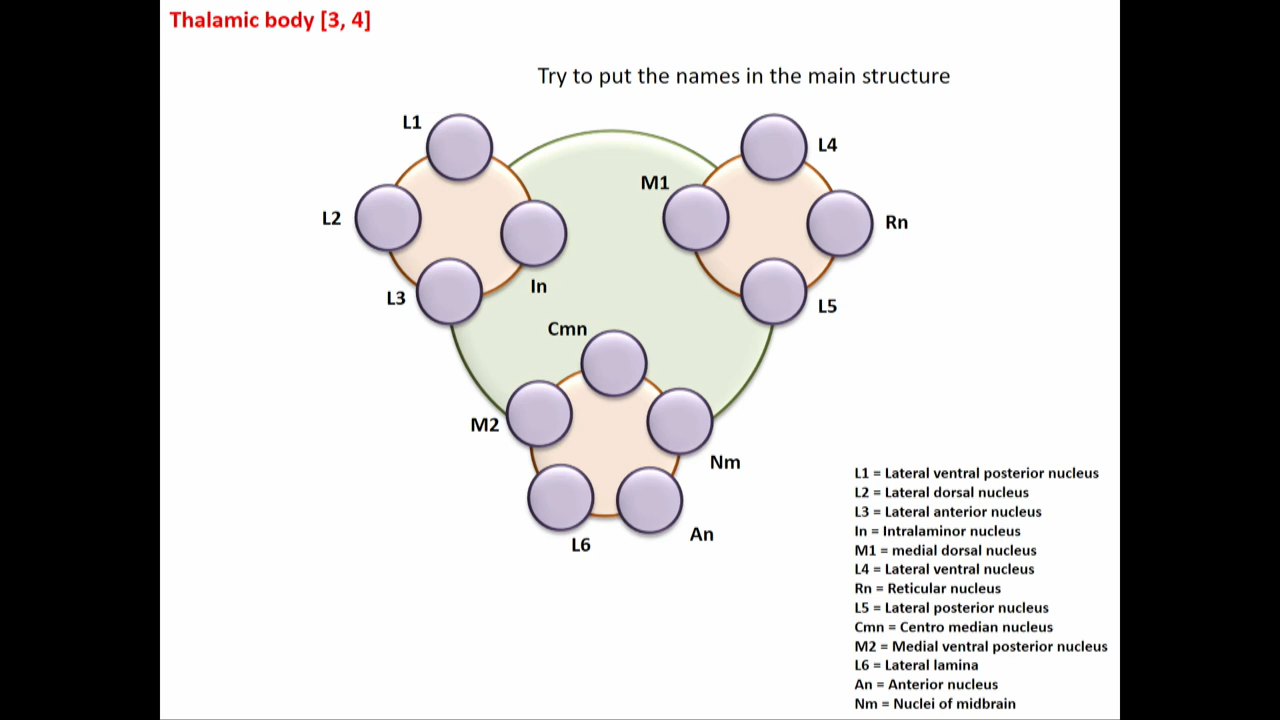 Thalamic body [3, 4]
Try to put the names in the main structure
L1
L4
M1
L2
Rn
In
L3
L5
Cmn
M2
Nm
An
L6
L1 = Lateral ventral posterior nucleus
L2 = Lateral dorsal nucleus
L3 = Lateral anterior nucleus
In = Intralaminor nucleus
M1 = medial dorsal nucleus
L4 = Lateral ventral nucleus
Rn = Reticular nucleus
L5 = Lateral posterior nucleus
Cmn = Centro median nucleus
M2 = Medial ventral posterior nucleus
L6 = Lateral lamina
An = Anterior nucleus
Nm = Nuclei of midbrain